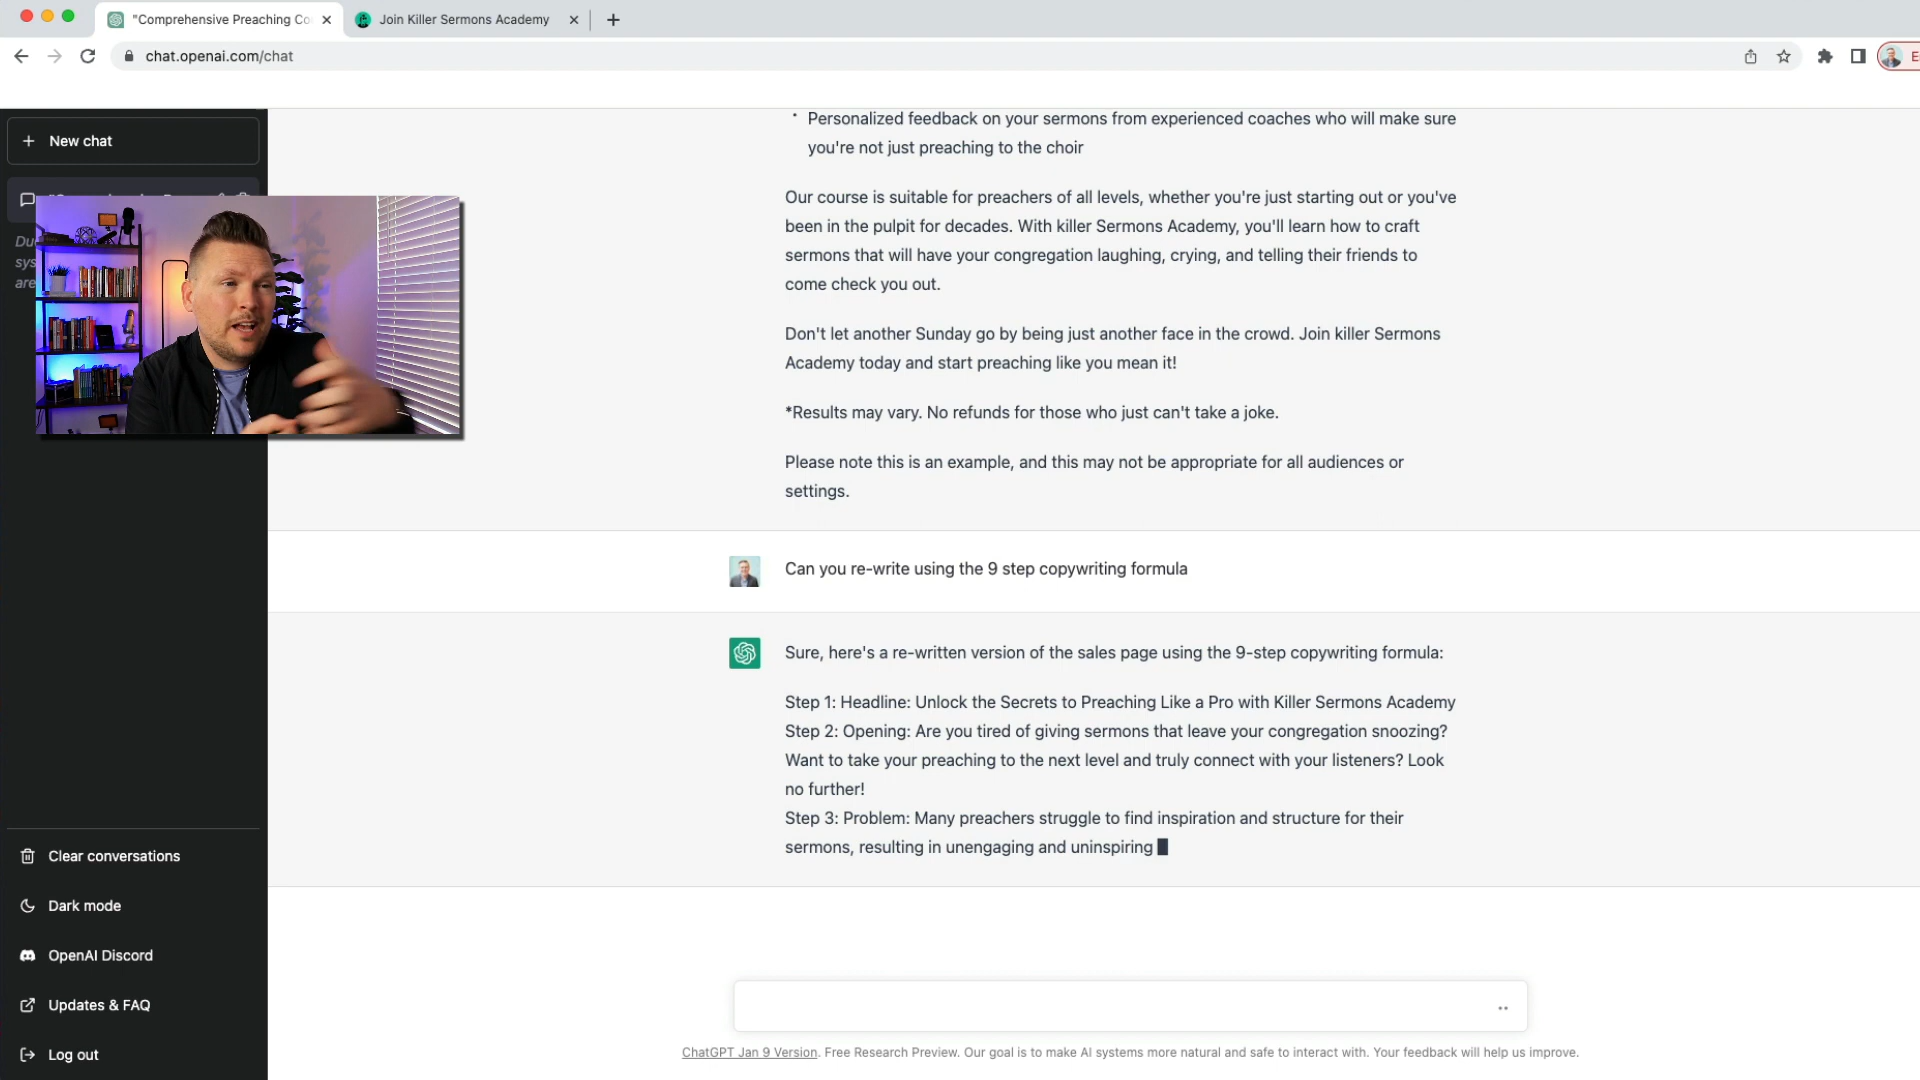 "Comprehensive Preaching Co
Join Killer Sermons Academy
chat.openai.com/chat
New chat
Du
sys
are
Clear conversations
Dark mode
OpenAI Discord
Updates & FAQ
Log out
· Personalized feedback on your sermons from experienced coaches who will make sure
you're not just preaching to the choir
Our course is suitable for preachers of all levels, whether you're just starting out or you've
been in the pulpit for decades. With killer Sermons Academy, you'll learn how to craft
sermons that will have your congregation laughing, crying, and telling their friends to
come check you out.
Don't let another Sunday go by being just another face in the crowd. Join killer Sermons
Academy today and start preaching like you mean it!
*Results may vary. No refunds for those who just can't take a joke.
Please note this is an example, and this may not be appropriate for all audiences or
settings.
Can you re-write using the 9 step copywriting formula
Sure, here's a re-written version of the sales page using the 9-step copywriting formula:
Step 1: Headline: Unlock the Secrets to Preaching Like a Pro with Killer Sermons Academy
Step 2: Opening: Are you tired of giving sermons that leave your congregation snoozing?
Want to take your preaching to the next level and truly connect with your listeners? Look
no further!
Step 3: Problem: Many preachers struggle to find inspiration and structure for their
sermons, resulting in unengaging and uninspiring
ChatGPT Jan 9 Version. Free Research Preview. Our goal is to make AI systems more natural and safe to interact with. Your feedback will help us improve.